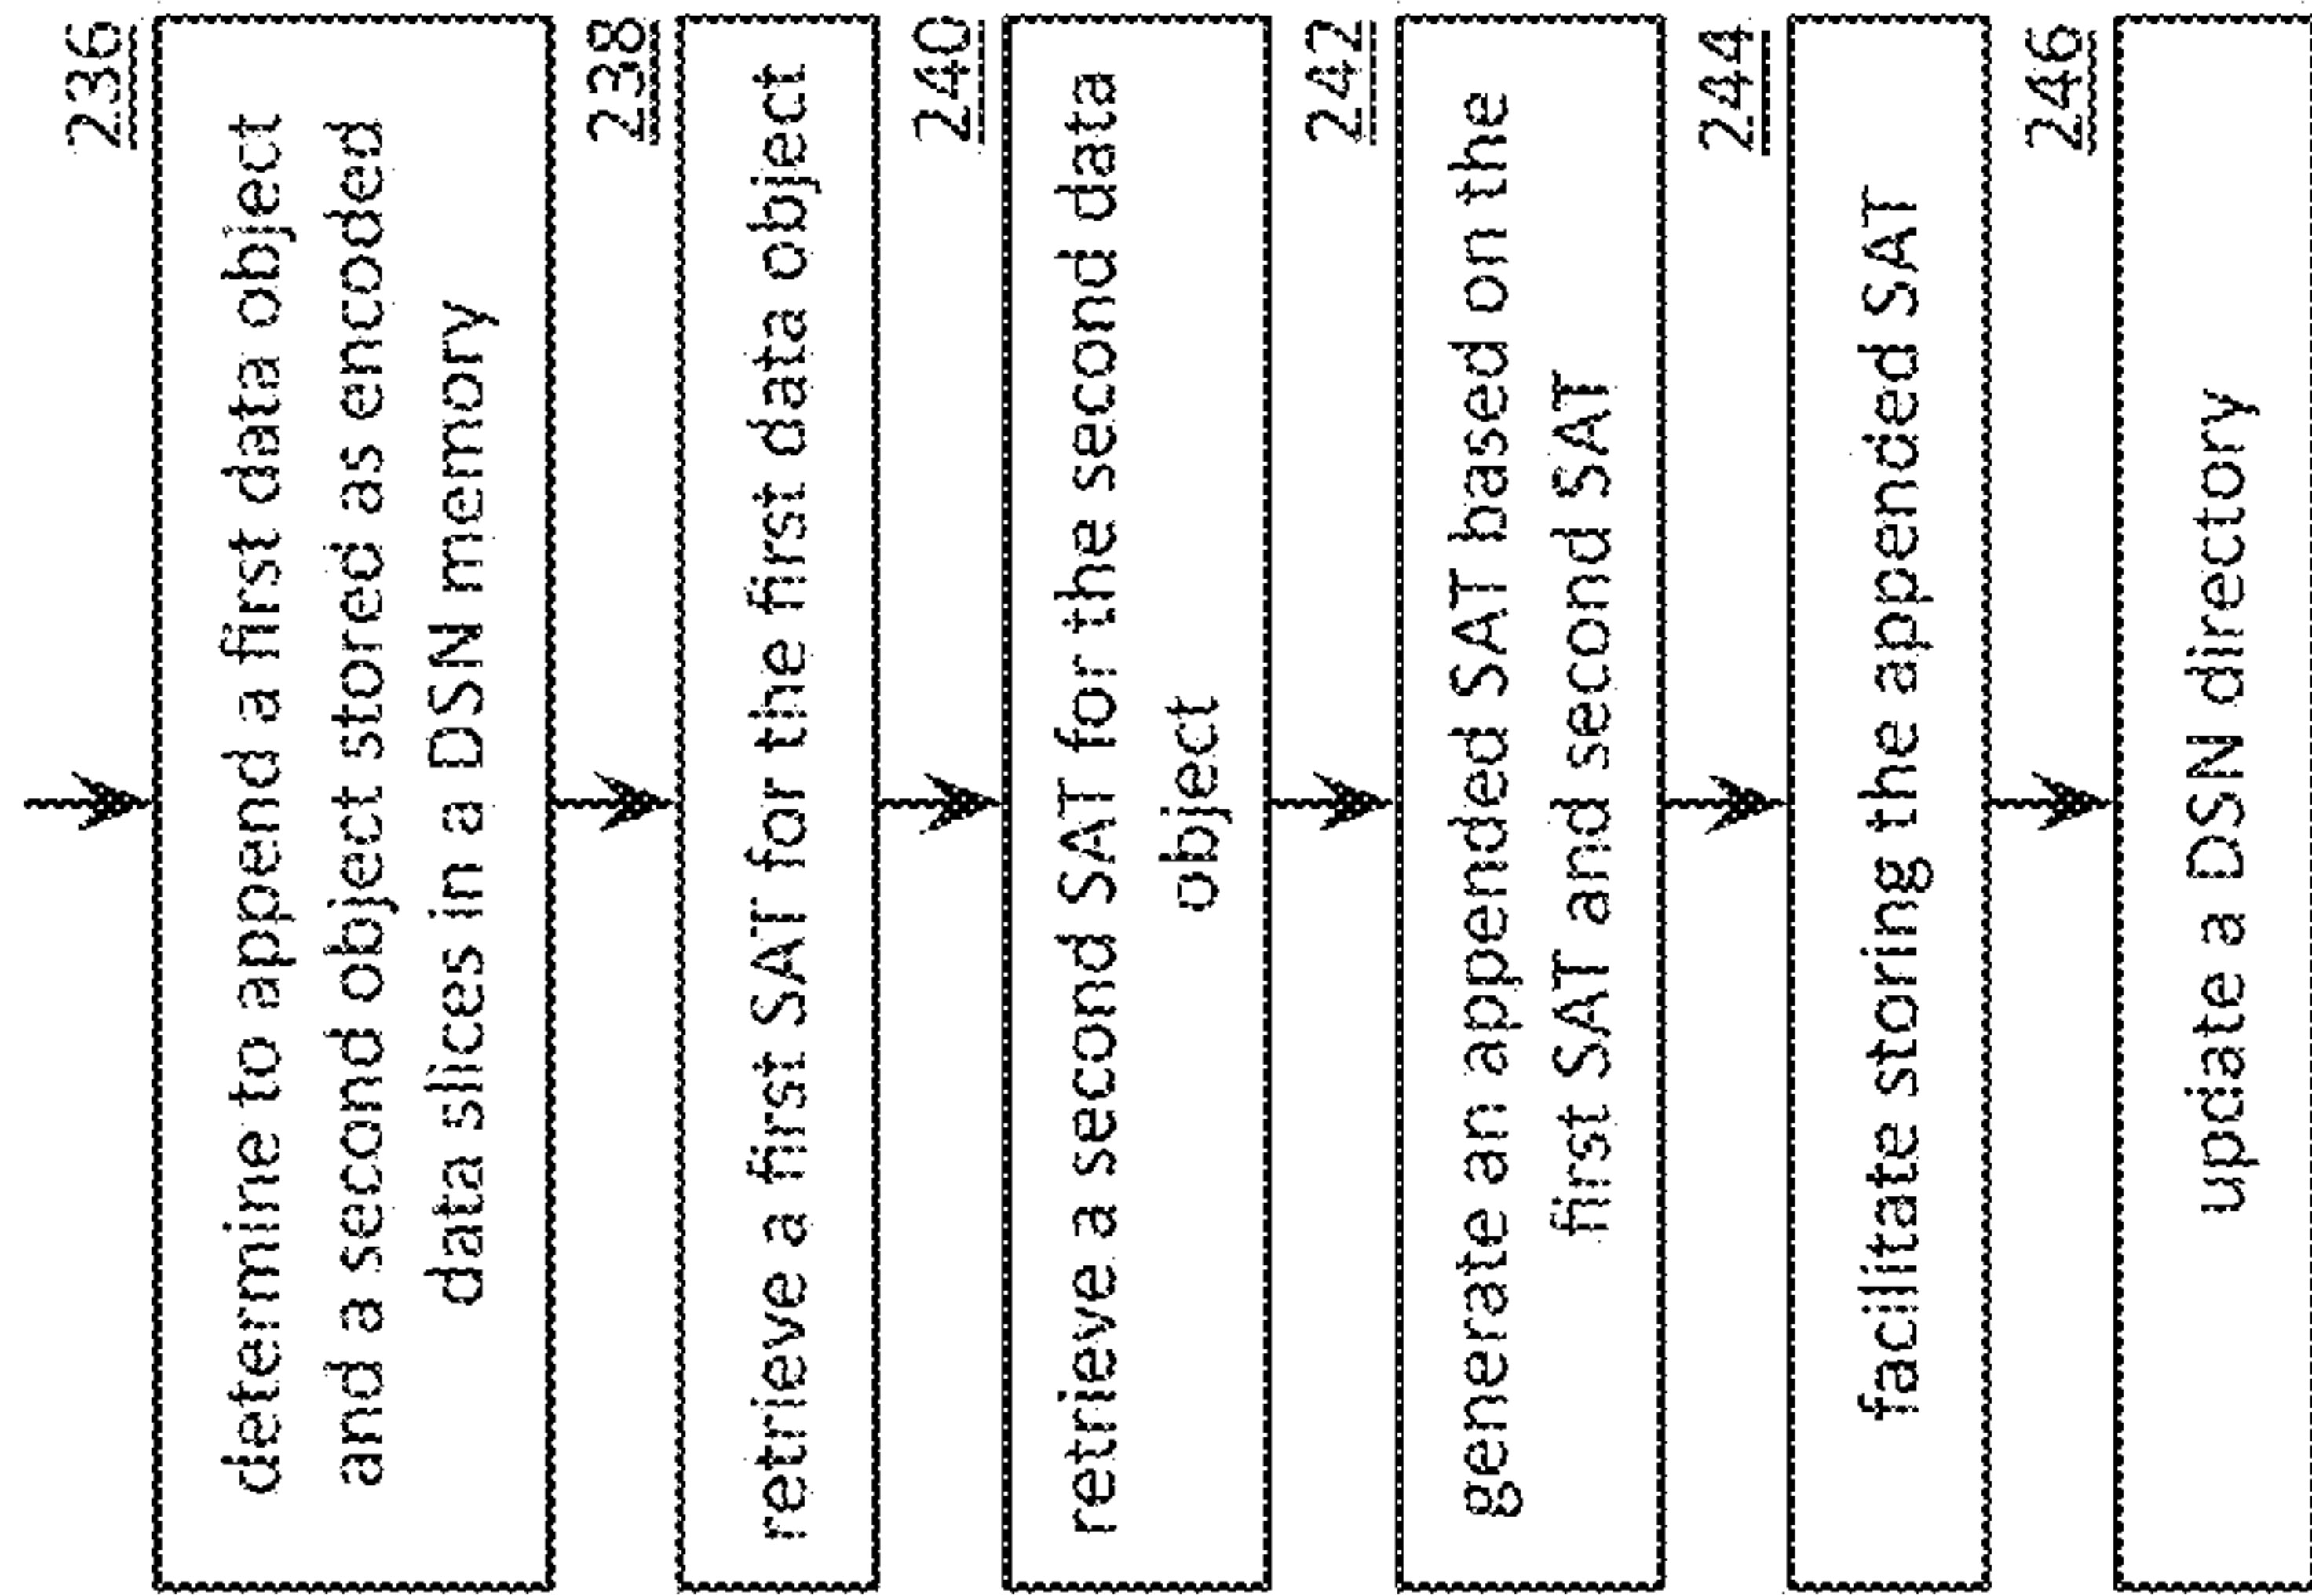 236
determine to append a first data object
and a second object stored as encoded
data slices in a DSN memory
238
retrieve a first SAT for the first data object
240
retrieve a second SAT for the second data
object
242
generate an appended SAT based on the
first SAT and second SAT
244
facilitate storing the appended SAT
246
update a DSN directory